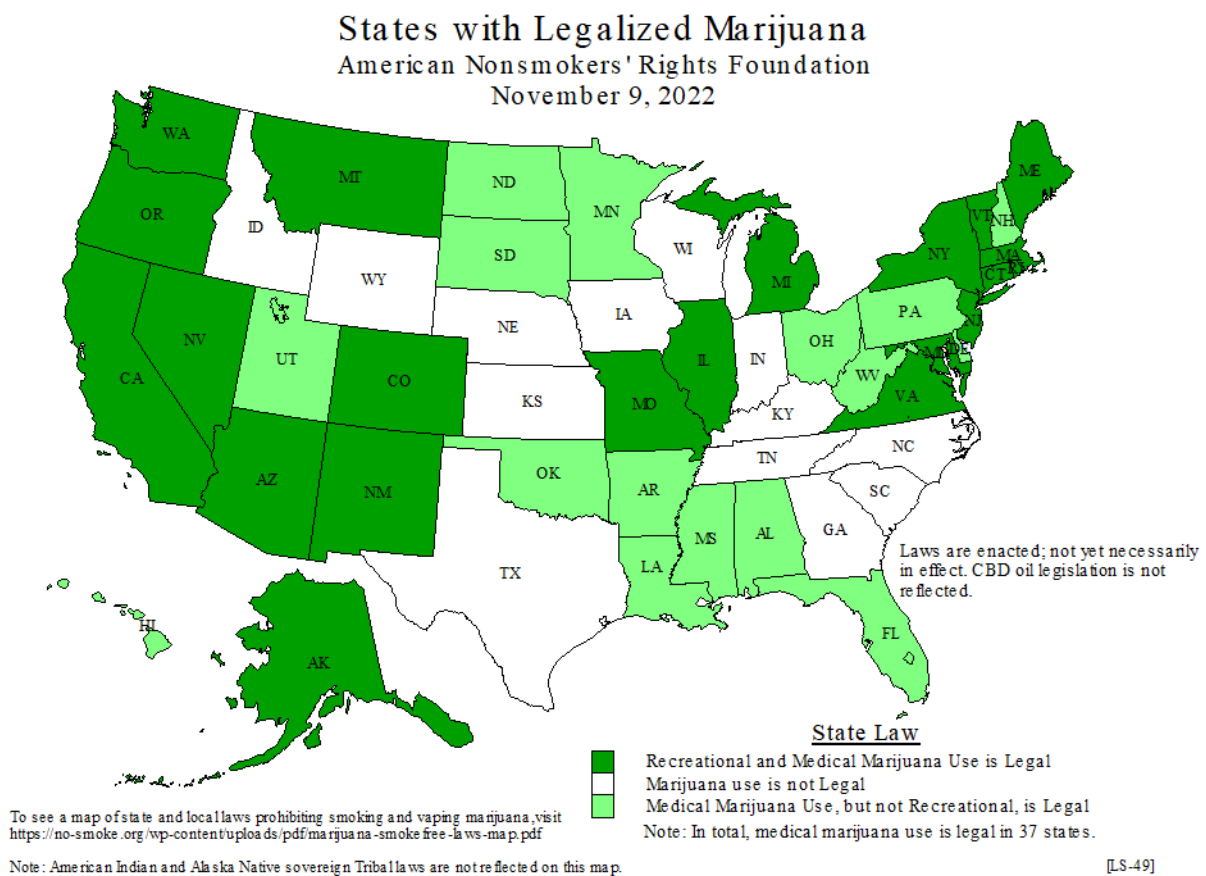 States with Legalized Marijuana
American Nonsmokers' Rights Foundation
November 9, 2022
WA
MT
ND
MN
ME
OR
ID
WI
VT
NH
NY
MA
SD
WY
MI
CT
RI
NE
IA
PA
NV
UT
IL
IN
OH
NJ
MD
DE
CA
CO
WV
KS
MO
VA
KY
NC
TN
AZ
NM
OK
AR
SC
MS
AL
GA
LA
TX
Laws are enacted; not yet necessarily
in effect. CBD oil legislation is not
reflected.
HI
FL
AK
State Law
Recreational and Medical Marijuana Use is Legal
Marijuana use is not Legal
Medical Marijuana Use, but not Recreational, is Legal
Note: In total, medical marijuana use is legal in 37 states.
To see a map of state and local laws prohibiting smoking and vaping marijuana, visit
https://no-smoke.org/wp-content/uploads/pdf/marijuana-smokefree-laws-map.pdf
Note: American Indian and Alaska Native sovereign Tribal laws are not reflected on this map.
[LS-49]